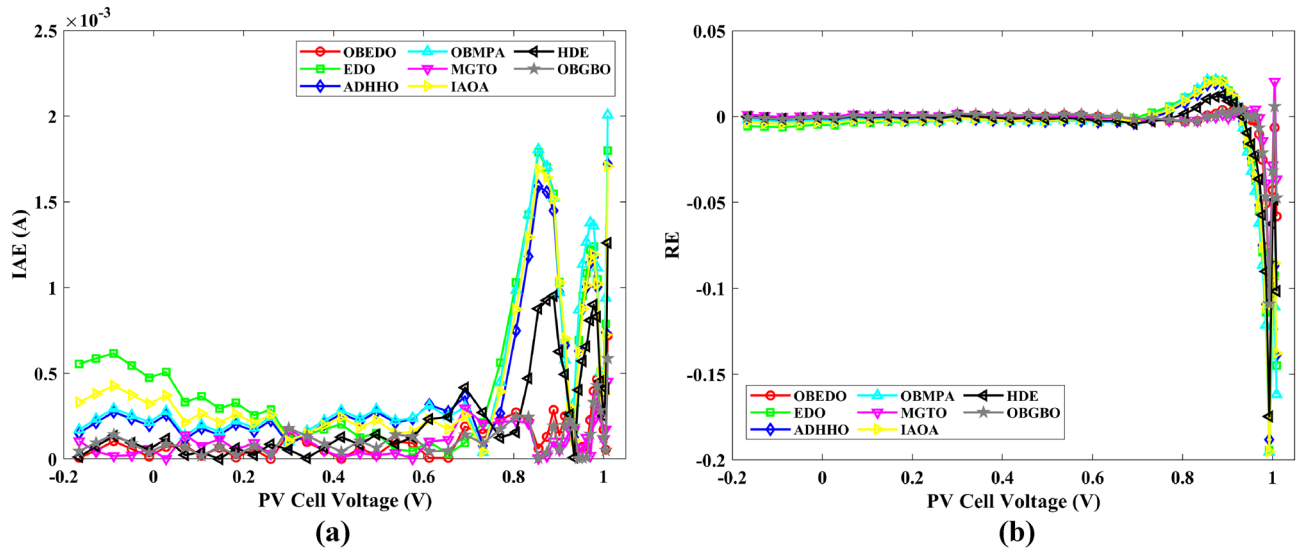 ×10⁻³
2.5
2
1.5
1
0.5
0
IAE (A)
OBEDO OBMPA HDE
EDO MGTO OBGBO
ADHHO IAOA
-0.2 0 0.2 0.4 0.6 0.8 1
PV Cell Voltage (V)
(a)
0.05
0
-0.05
-0.1
-0.15
-0.2
RE
OBEDO OBMPA HDE
EDO MGTO OBGBO
ADHHO IAOA
-0.2 0 0.2 0.4 0.6 0.8 1
PV Cell Voltage (V)
(b)